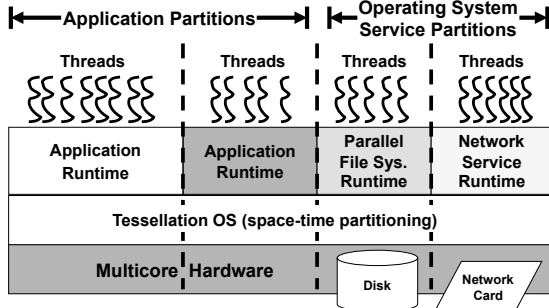 Application Partitions
Operating System
Service Partitions
Threads
Threads
Threads
Threads
Application
Runtime
Application
Runtime
Parallel
File Sys.
Runtime
Network
Service
Runtime
Tessellation OS (space-time partitioning)
Multicore Hardware
Disk
Network
Card